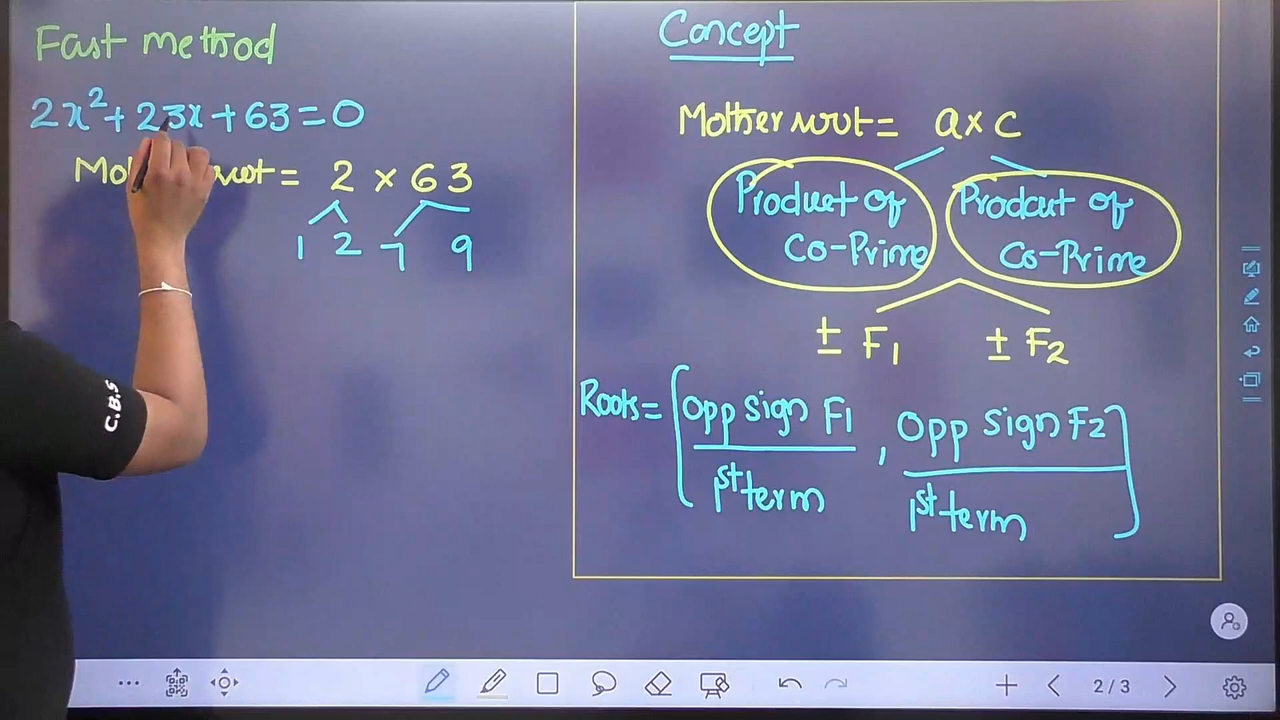 Fast method
2x²+23x+63=0
= 2 × 63
1 2 7 9
Concept
Mother root = a×c
Product of
Co-Prime
Prodcut of
Co-Prime
± F1 ± F2
Roots = [Opp sign F1 / 1st term , Opp sign F2 / 1st term]
C.B.S
2/3